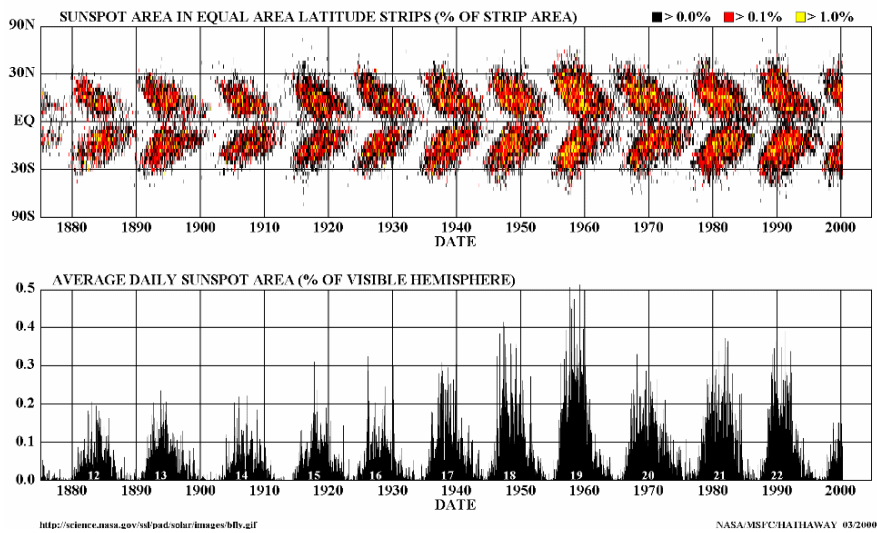 SUNSPOT AREA IN EQUAL AREA LATITUDE STRIPS (% OF STRIP AREA) > 0.0% > 0.1% > 1.0%
90N
30N
EQ
30S
90S
1880 1890 1900 1910 1920 1930 1940 1950 1960 1970 1980 1990 2000
DATE
AVERAGE DAILY SUNSPOT AREA (% OF VISIBLE HEMISPHERE)
0.5
0.4
0.3
0.2
0.1
0.0
12 13 14 15 16 17 18 19 20 21 22
1880 1890 1900 1910 1920 1930 1940 1950 1960 1970 1980 1990 2000
DATE
http://science.nasa.gov/ssl/pad/solar/images/bfly.gif NASA/MSFC/HATHAWAY 03/2000